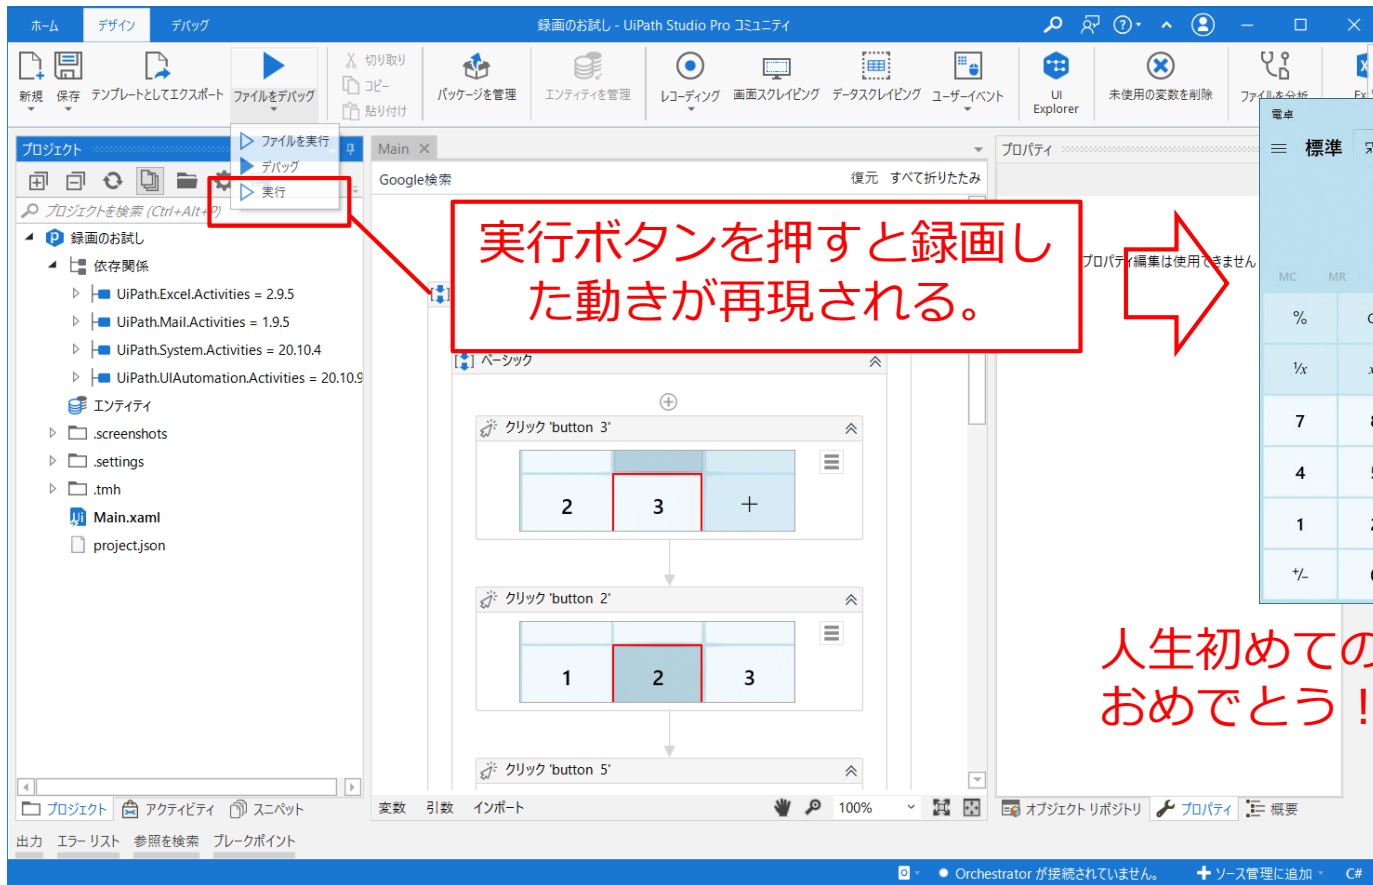 ホーム デザイン デバッグ
録画のお試し - UiPath Studio Pro コミュニティ
新規 保存 テンプレートとしてエクスポート ファイルをデバッグ
切り取り
コピー
貼り付け
パッケージを管理 エンティティを管理 レコーディング 画面スクレイピング データスクレイピング ユーザーイベント
UI
Explorer
未使用の変数を削除 ファイルを分析 Ex
ファイルを実行
デバッグ
実行
プロジェクト
プロジェクトを検索 (Ctrl+Alt+P)
録画のお試し
依存関係
UiPath.Excel.Activities = 2.9.5
UiPath.Mail.Activities = 1.9.5
UiPath.System.Activities = 20.10.4
UiPath.UIAutomation.Activities = 20.10.9
エンティティ
.screenshots
.settings
.tmh
Main.xaml
project.json
プロジェクト アクティビティ スニペット
Main
Google検索 復元 すべて折りたたみ
実行ボタンを押すと録画し
た動きが再現される。
ベーシック
クリック 'button 3'
2 3 +
クリック 'button 2'
1 2 3
クリック 'button 5'
変数 引数 インポート 100%
プロパティ
プロパティ編集は使用できません
電卓
標準
MC MR
%
1/x
7
4
1
+/-
人生初めての
おめでとう！
オブジェクト リポジトリ プロパティ 概要
出力 エラー リスト 参照を検索 ブレークポイント
Orchestrator が接続されていません。 ソース管理に追加 C#